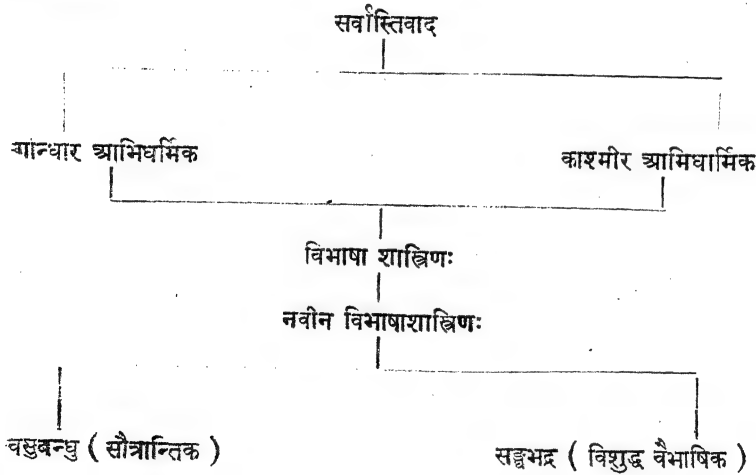 सर्वास्तिवाद
गान्धार आभिधर्मिक काश्मीर आभिधार्मिक
विभाषा शास्त्रिणः
नवीन विभाषाशास्त्रिणः
वसुबन्धु ( सौत्रान्तिक ) सङ्घभद्र ( विशुद्ध वैभाषिक )